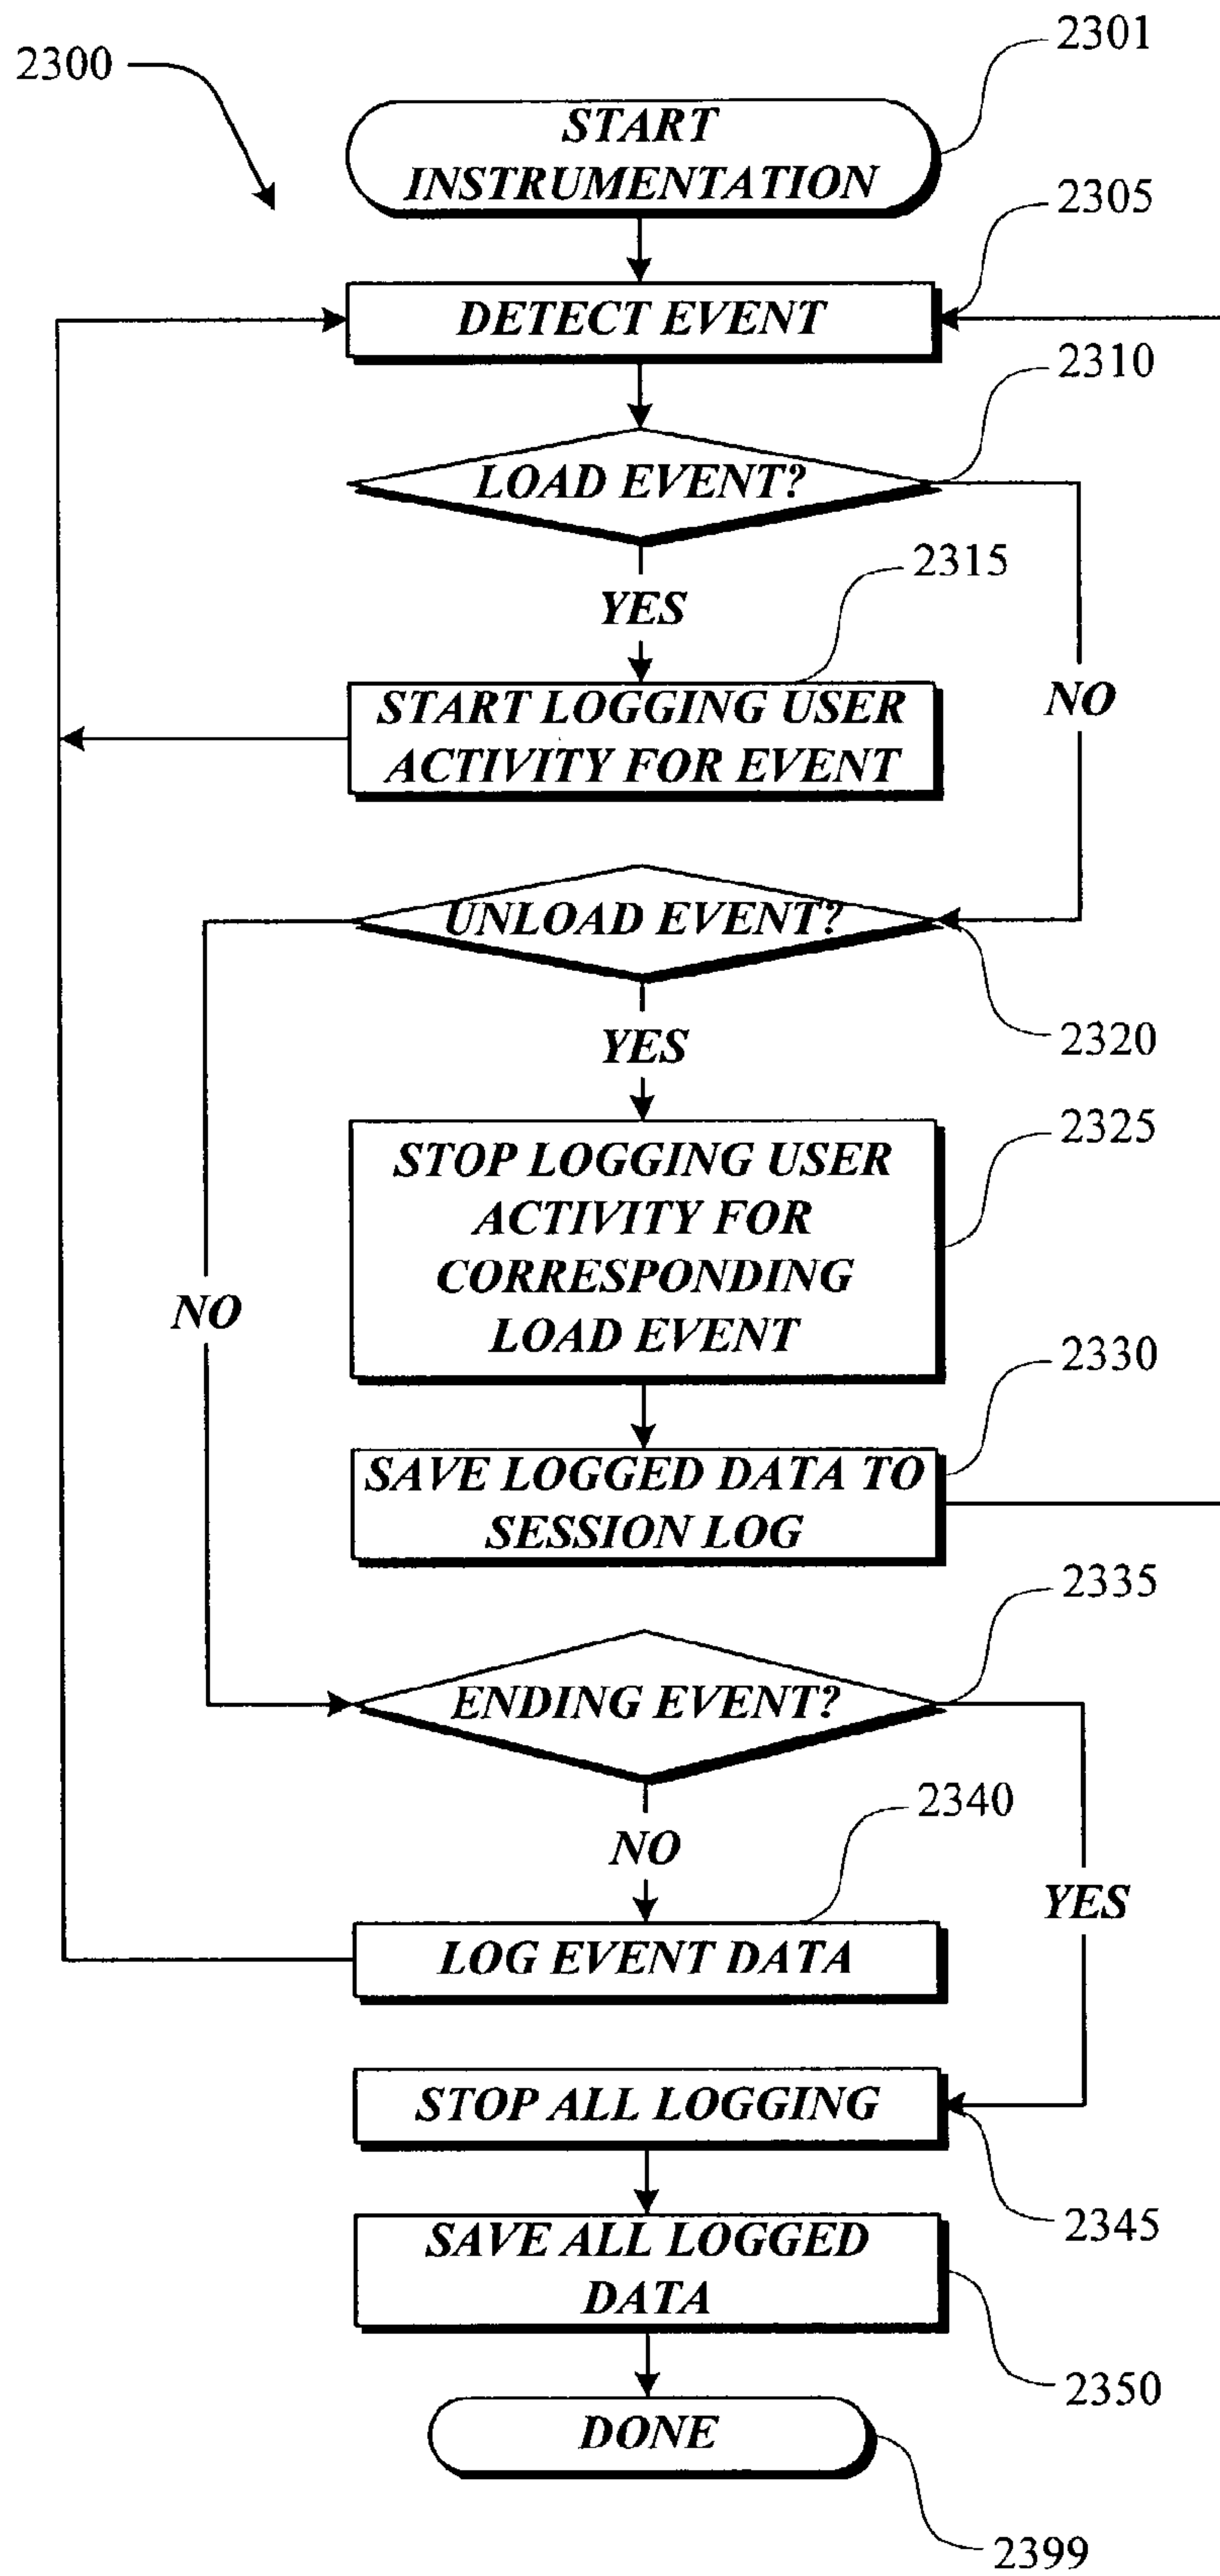 2301
2300
START
INSTRUMENTATION
2305
DETECT EVENT
2310
LOAD EVENT?
2315
YES
NO
START LOGGING USER
ACTIVITY FOR EVENT
UNLOAD EVENT?
2320
YES
2325
STOP LOGGING USER
ACTIVITY FOR
CORRESPONDING
LOAD EVENT
NO
2330
SAVE LOGGED DATA TO
SESSION LOG
2335
ENDING EVENT?
2340
NO
YES
LOG EVENT DATA
STOP ALL LOGGING
2345
SAVE ALL LOGGED
DATA
2350
DONE
2399